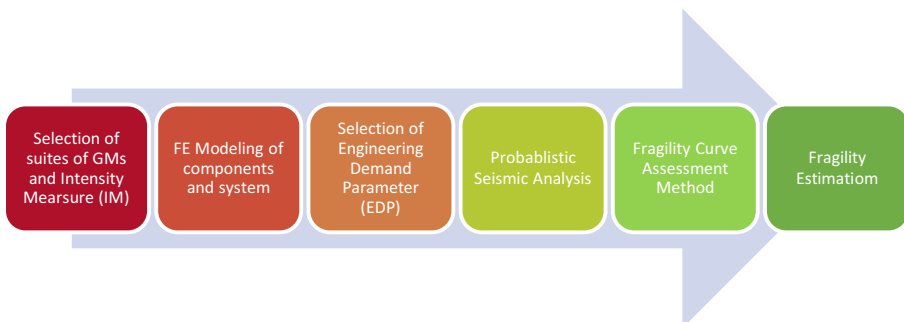 Selection of
suites of GMs
and Intensity
Mearsure (IM)
FE Modeling of
components
and system
Selection of
Engineering
Demand
Parameter
(EDP)
Probablistic
Seismic Analysis
Fragility Curve
Assessment
Method
Fragility
Estimatiom